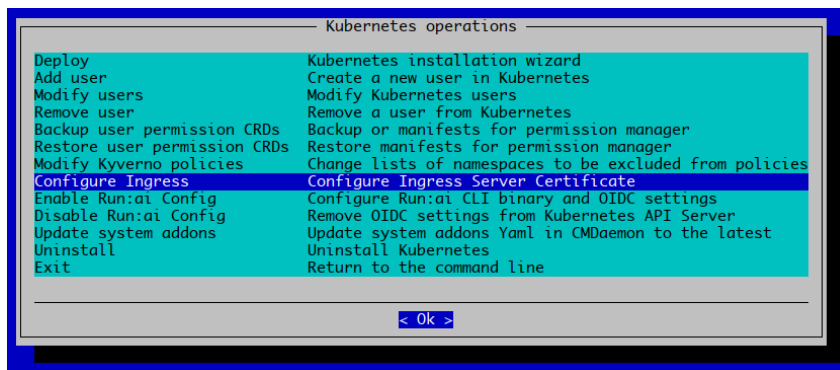 Kubernetes operations
Deploy Kubernetes installation wizard
Add user Create a new user in Kubernetes
Modify users Modify Kubernetes users
Remove user Remove a user from Kubernetes
Backup user permission CRDs Backup or manifests for permission manager
Restore user permission CRDs Restore manifests for permission manager
Modify Kyverno policies Change lists of namespaces to be excluded from policies
Configure Ingress Configure Ingress Server Certificate
Enable Run:ai Config Configure Run:ai CLI binary and OIDC settings
Disable Run:ai Config Remove OIDC settings from Kubernetes API Server
Update system addons Update system addons Yaml in CMDaemon to the latest
Uninstall Uninstall Kubernetes
Exit Return to the command line
< Ok >